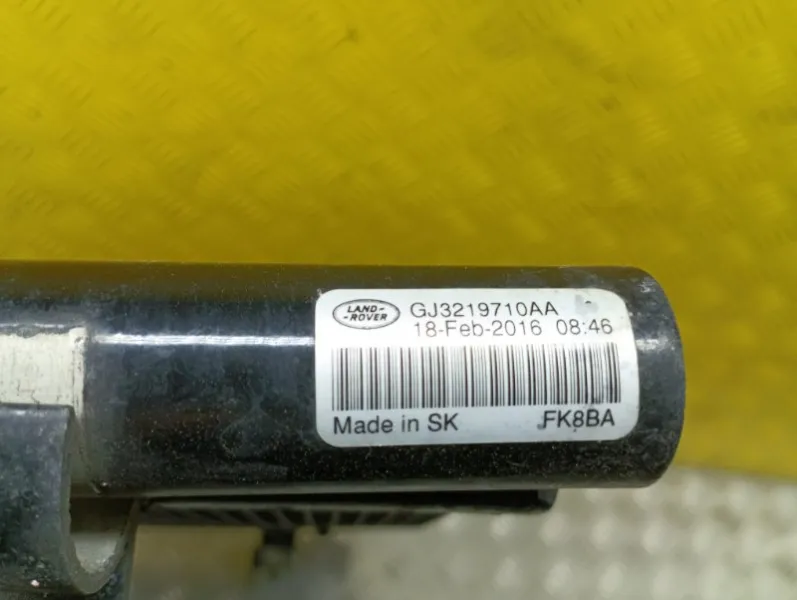 LAND-
-ROVER
GJ3219710AA
18-Feb-2016 08:46
Made in SK FK8BA